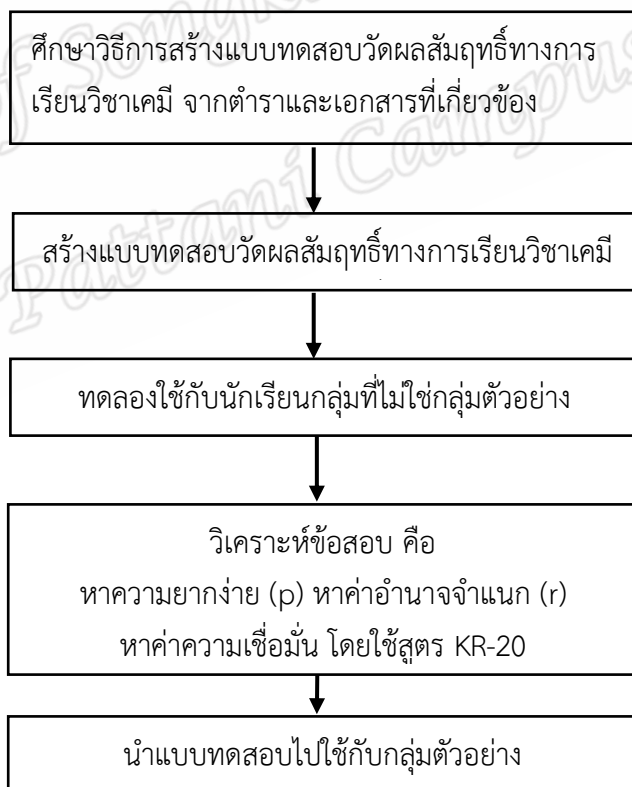 of Songk
Pattani Campus
ศึกษาวิธีการสร้างแบบทดสอบวัดผลสัมฤทธิ์ทางการ
เรียนวิชาเคมี จากตำราและเอกสารที่เกี่ยวข้อง
สร้างแบบทดสอบวัดผลสัมฤทธิ์ทางการเรียนวิชาเคมี
ทดลองใช้กับนักเรียนกลุ่มที่ไม่ใช่กลุ่มตัวอย่าง
วิเคราะห์ข้อสอบ คือ
หาความยากง่าย (p) หาค่าอำนาจจำแนก (r)
หาค่าความเชื่อมั่น โดยใช้สูตร KR-20
นำแบบทดสอบไปใช้กับกลุ่มตัวอย่าง